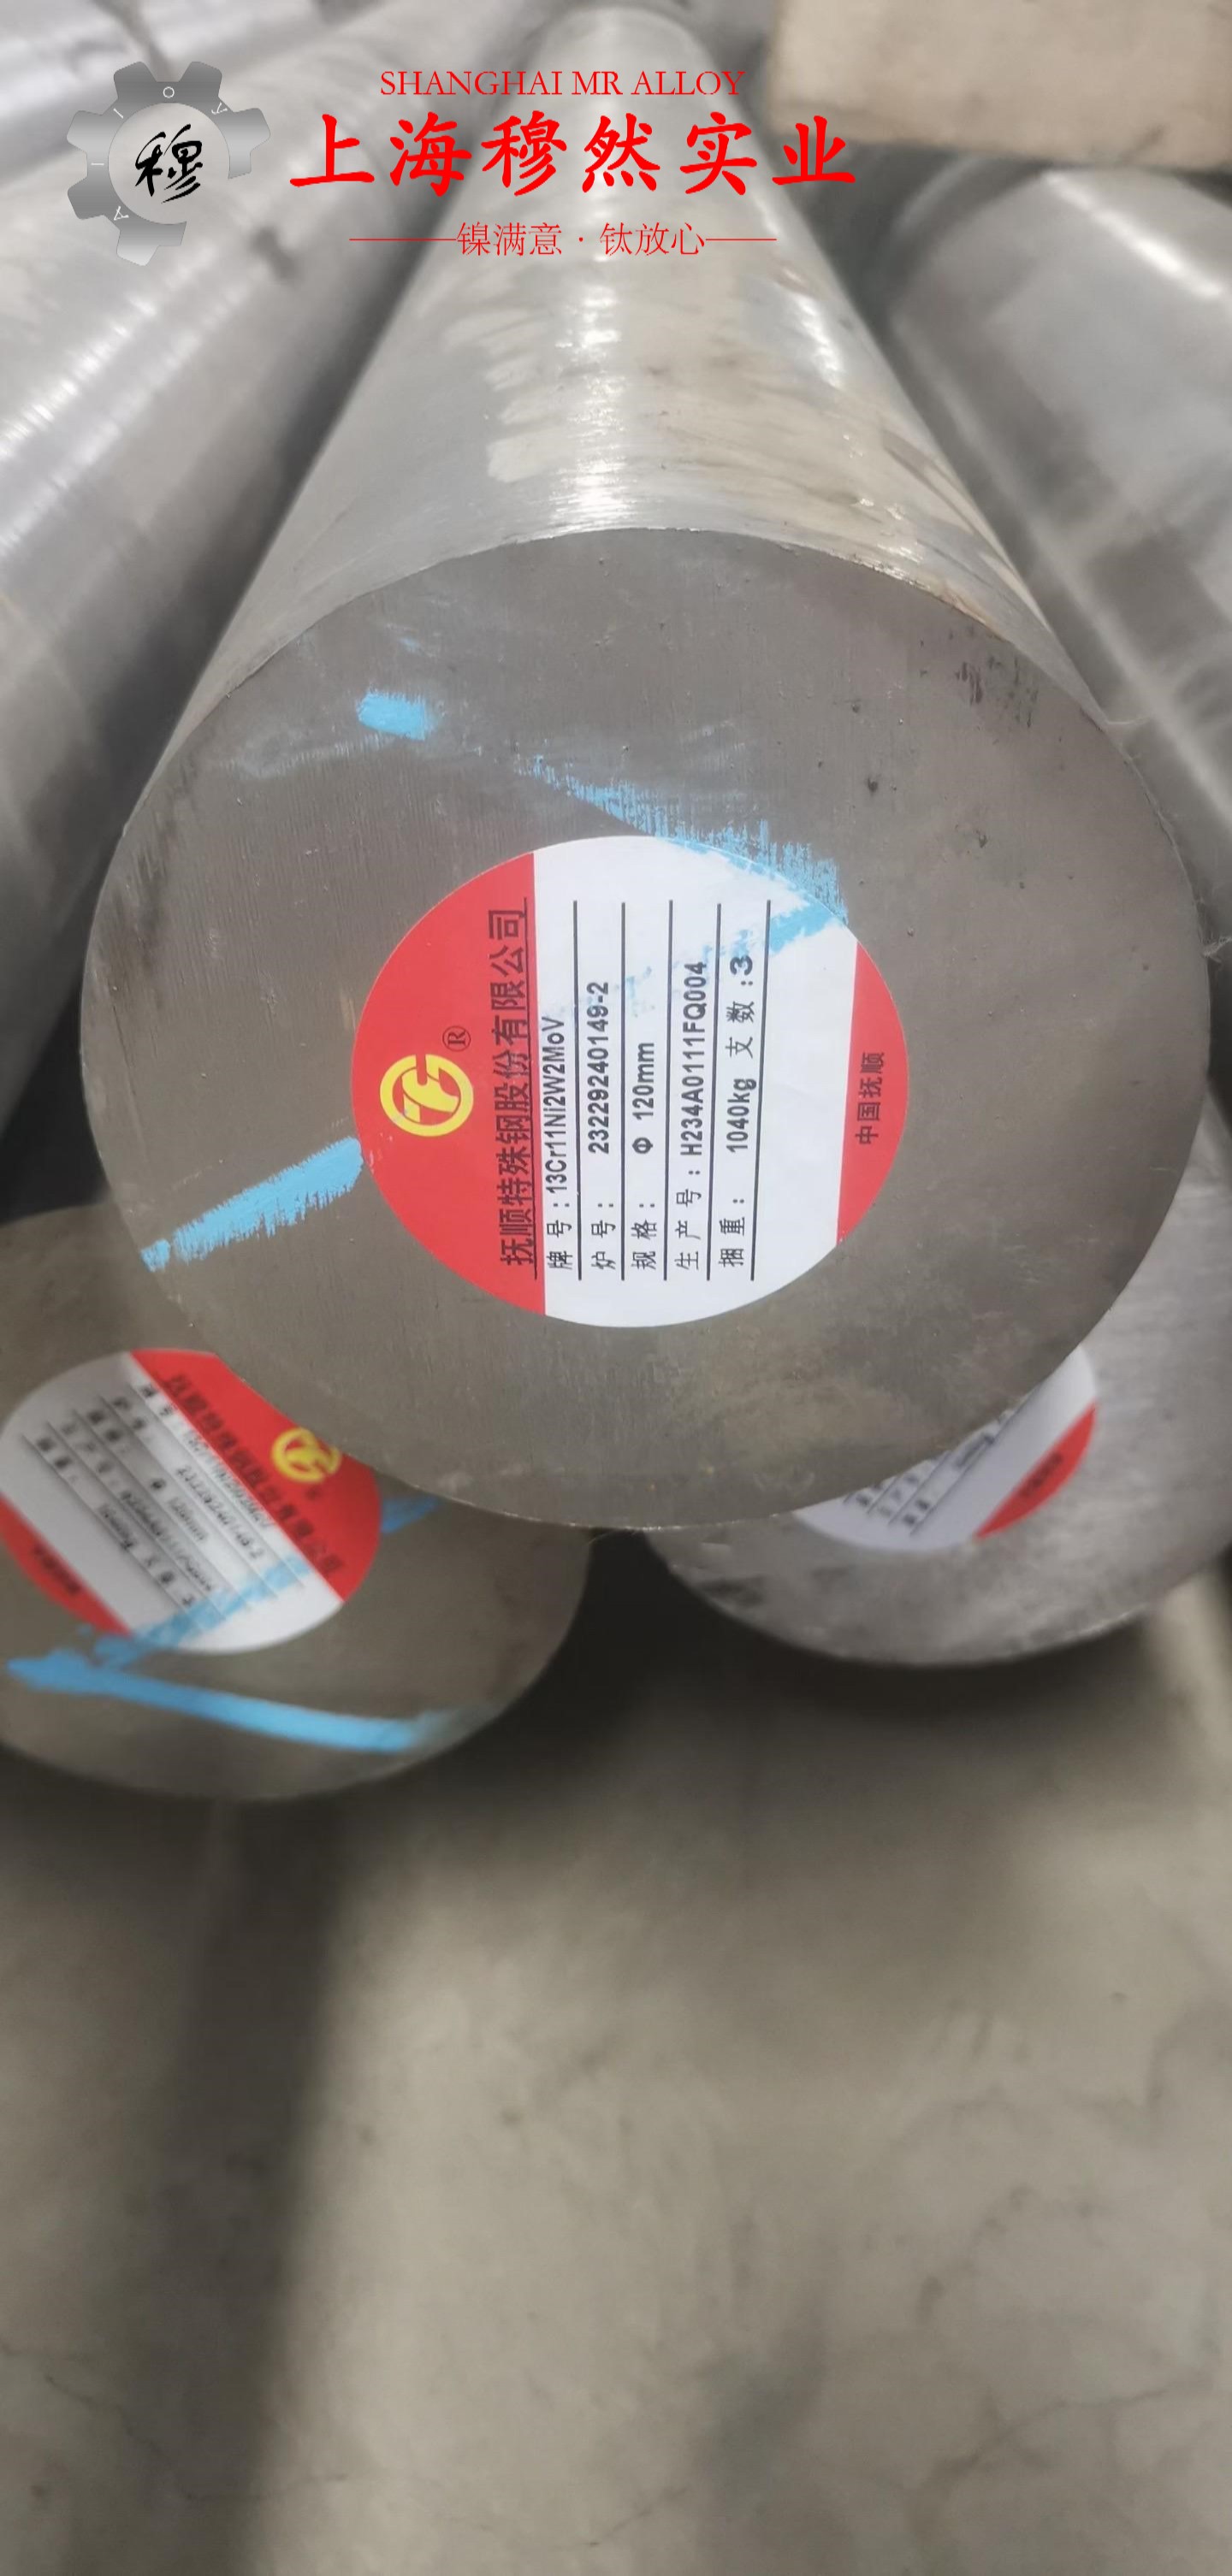 SHANGHAI MR ALLOY
上海穆然实业
镍满意·钛放心
穆
抚顺特殊钢股份有限公司
牌 号:13Cr11Ni2W2MoV
炉 号: 23229240149-2
规 格: Φ 120mm
生 产 号:H234A0111FQ004
捆 重: 1040kg 支 数:3
中国抚顺